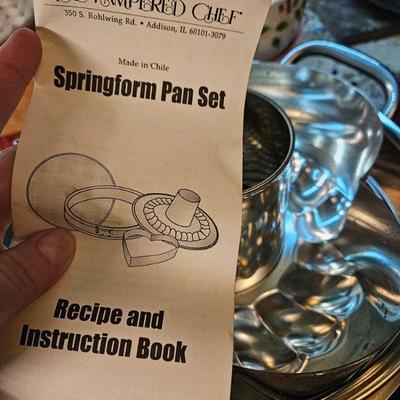 PAMPERED CHEF
350 S. Rohlwing Rd. • Addison, IL 60101-3079
Made in Chile
Springform Pan Set
Recipe and
Instruction Book